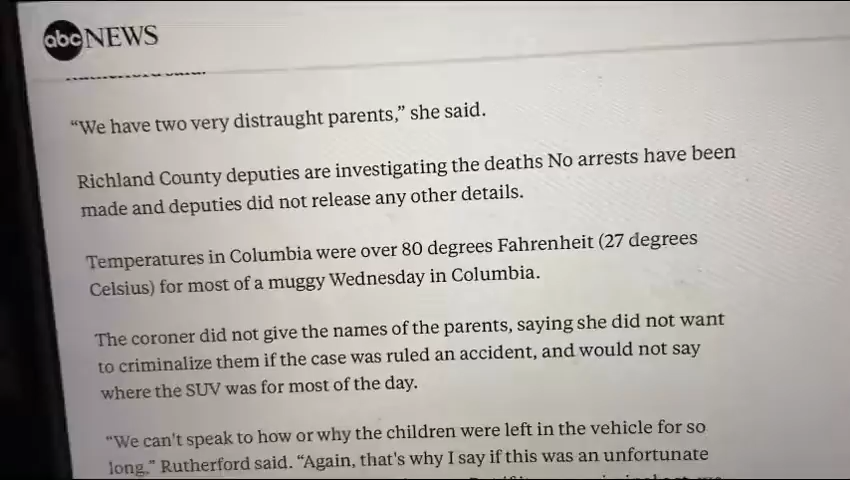 abc NEWS
“We have two very distraught parents,” she said.
Richland County deputies are investigating the deaths No arrests have been
made and deputies did not release any other details.
Temperatures in Columbia were over 80 degrees Fahrenheit (27 degrees
Celsius) for most of a muggy Wednesday in Columbia.
The coroner did not give the names of the parents, saying she did not want
to criminalize them if the case was ruled an accident, and would not say
where the SUV was for most of the day.
“We can't speak to how or why the children were left in the vehicle for so
long,” Rutherford said. “Again, that's why I say if this was an unfortunate